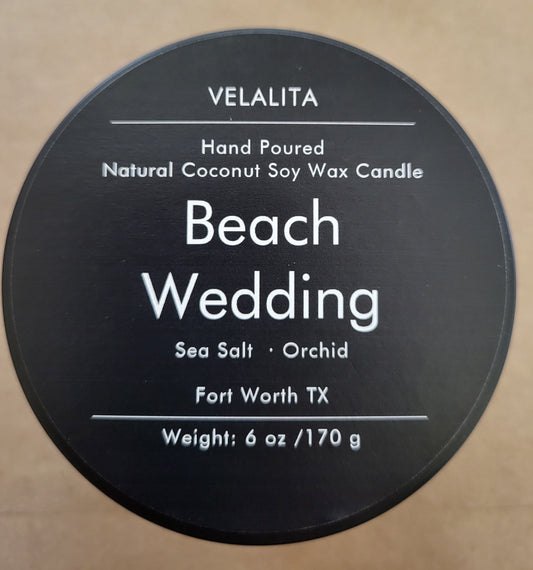 VELALITA
Hand Poured
Natural Coconut Soy Wax Candle
Beach
Wedding
Sea Salt · Orchid
Fort Worth TX
Weight: 6 oz /170 g